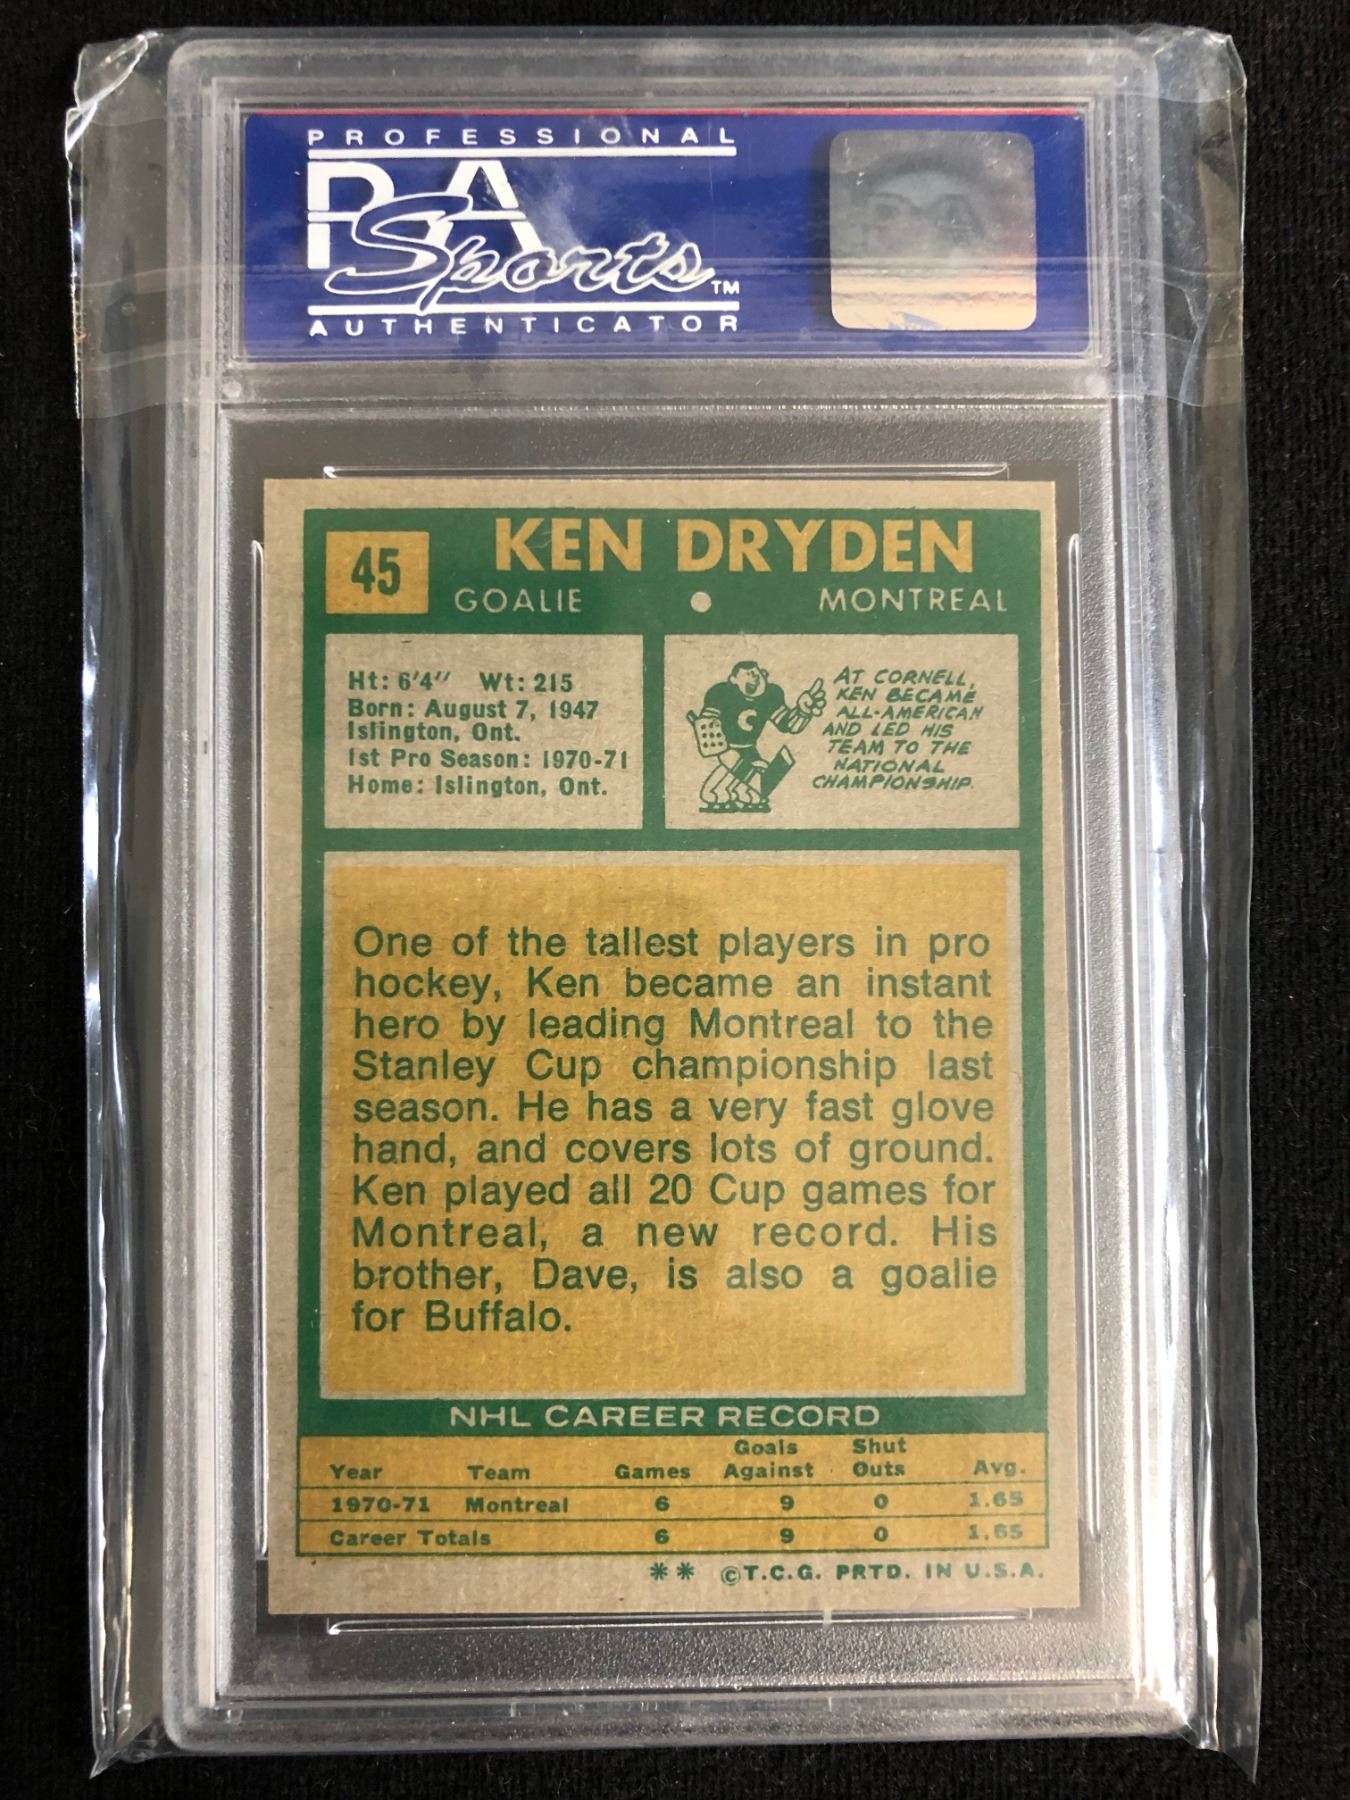 PROFESSIONAL
PSA
Sports™
AUTHENTICATOR
45
KEN DRYDEN
GOALIE
MONTREAL
Ht: 6'4" Wt: 215
Born: August 7, 1947
Islington, Ont.
1st Pro Season: 1970-71
Home: Islington, Ont.
C
AT CORNELL,
KEN BECAME
ALL-AMERICAN
AND LED HIS
TEAM TO THE
NATIONAL
CHAMPIONSHIP.
One of the tallest players in pro
hockey, Ken became an instant
hero by leading Montreal to the
Stanley Cup championship last
season. He has a very fast glove
hand, and covers lots of ground.
Ken played all 20 Cup games for
Montreal, a new record. His
brother, Dave, is also a goalie
for Buffalo.
NHL CAREER RECORD
Year Team Games Goals Against Shut Outs Avg.
1970-71 Montreal 6 9 0 1.65
Career Totals 6 9 0 1.65
** ©T.C.G. PRTD. IN U.S.A.